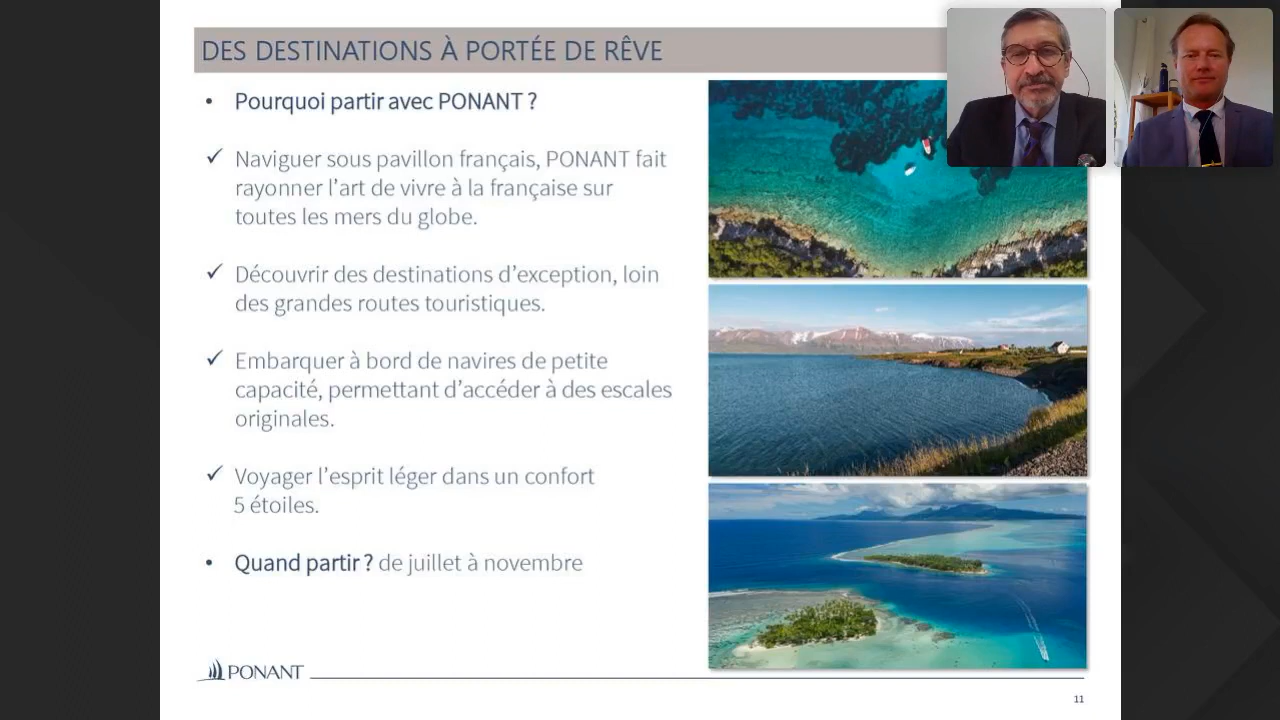 DES DESTINATIONS À PORTÉE DE RÊVE
• Pourquoi partir avec PONANT ?
✓ Naviguer sous pavillon français, PONANT fait
rayonner l’art de vivre à la française sur
toutes les mers du globe.
✓ Découvrir des destinations d’exception, loin
des grandes routes touristiques.
✓ Embarquer à bord de navires de petite
capacité, permettant d’accéder à des escales
originales.
✓ Voyager l’esprit léger dans un confort
5 étoiles.
• Quand partir ? de juillet à novembre
PONANT
11